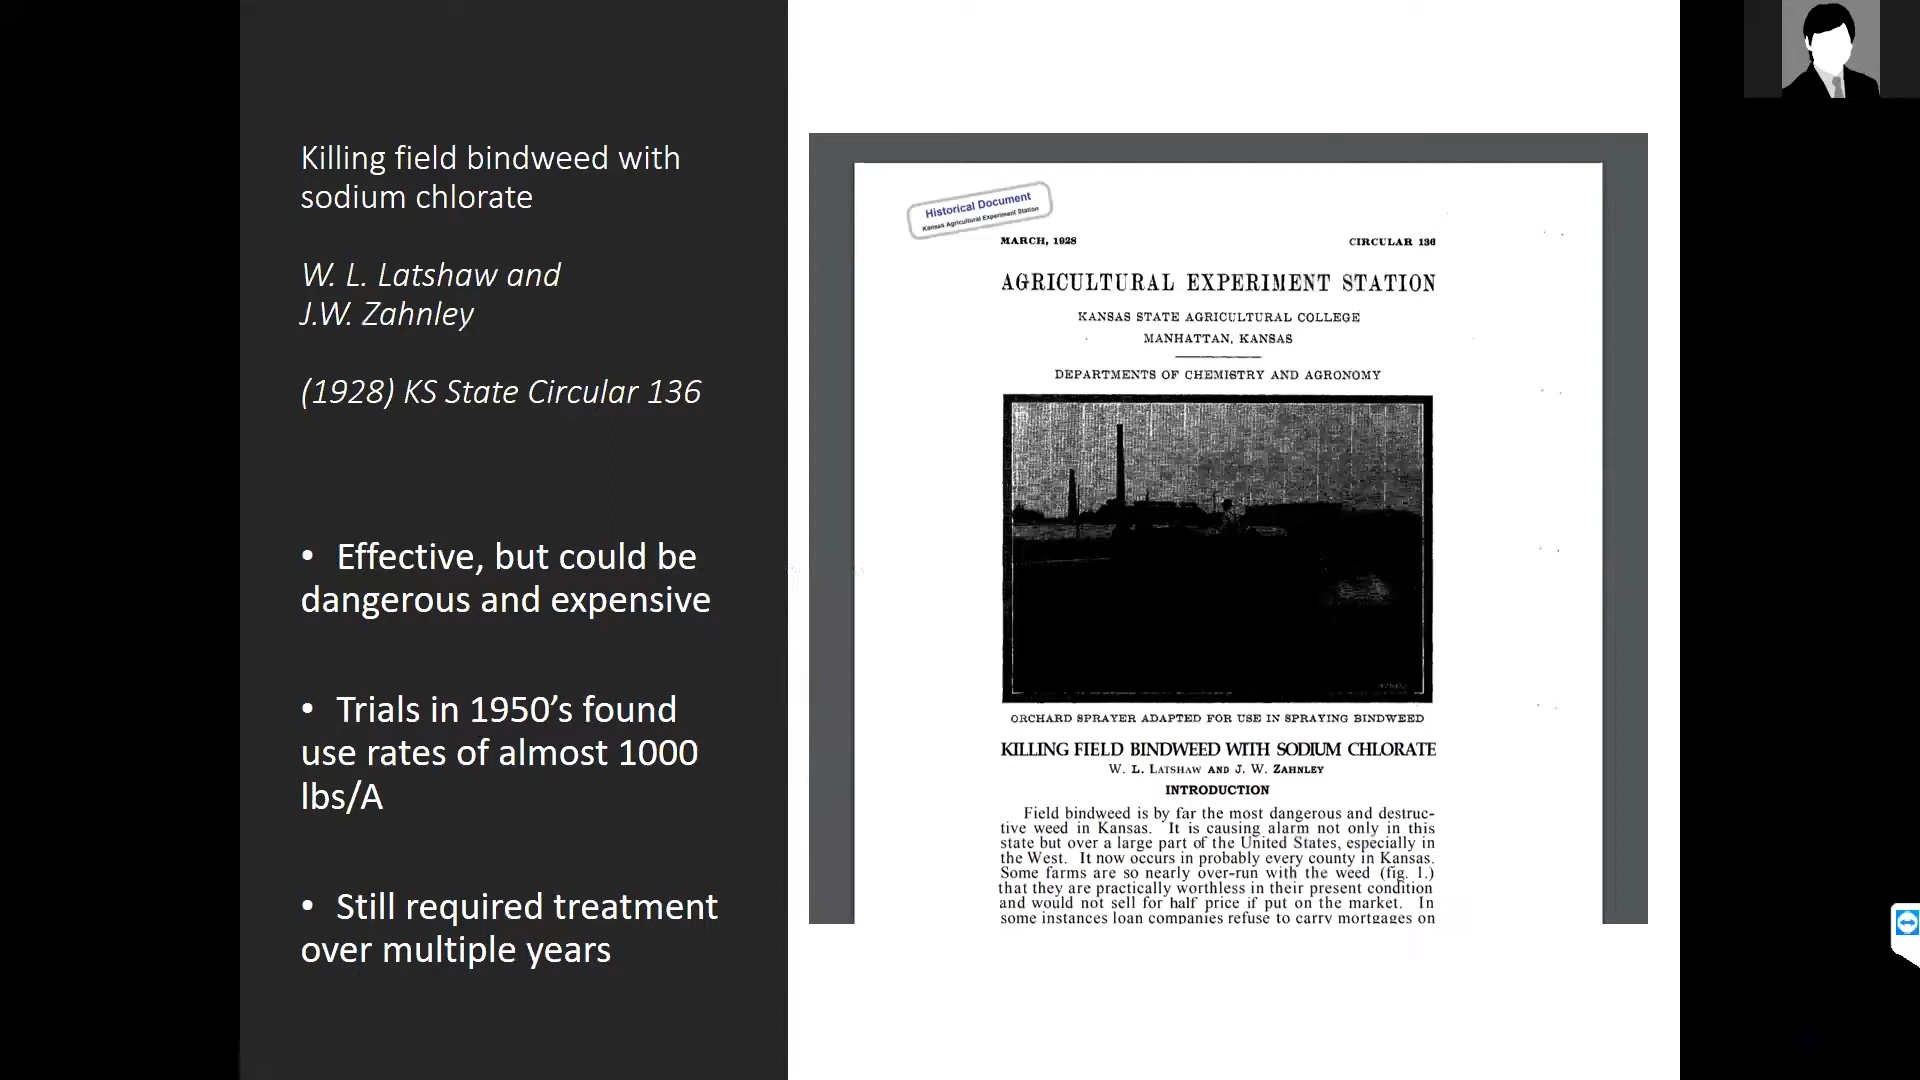 Killing field bindweed with
sodium chlorate
W. L. Latshaw and
J.W. Zahnley
(1928) KS State Circular 136
• Effective, but could be
dangerous and expensive
• Trials in 1950’s found
use rates of almost 1000
lbs/A
• Still required treatment
over multiple years
Historical Document
Kansas Agricultural Experiment Station
MARCH, 1928
CIRCULAR 136
AGRICULTURAL EXPERIMENT STATION
KANSAS STATE AGRICULTURAL COLLEGE
MANHATTAN, KANSAS
DEPARTMENTS OF CHEMISTRY AND AGRONOMY
ORCHARD SPRAYER ADAPTED FOR USE IN SPRAYING BINDWEED
KILLING FIELD BINDWEED WITH SODIUM CHLORATE
W. L. LATSHAW AND J. W. ZAHNLEY
INTRODUCTION
Field bindweed is by far the most dangerous and destruc-
tive weed in Kansas. It is causing alarm not only in this
state but over a large part of the United States, especially in
the West. It now occurs in probably every county in Kansas.
Some farms are so nearly over-run with the weed (fig. 1.)
that they are practically worthless in their present condition
and would not sell for half price if put on the market. In
some instances loan companies refuse to carry mortgages on